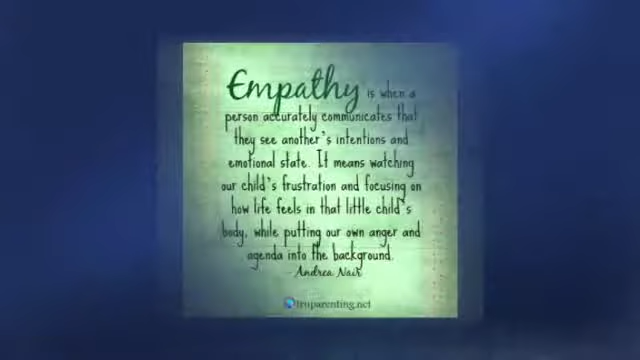 Empathy is when a
person accurately communicates that
they see another's intentions and
emotional state. It means watching
our child's frustration and focusing on
how life feels in that little child's
body, while putting our own anger and
agenda into the background.
- Andrea Nair
truparenting.net